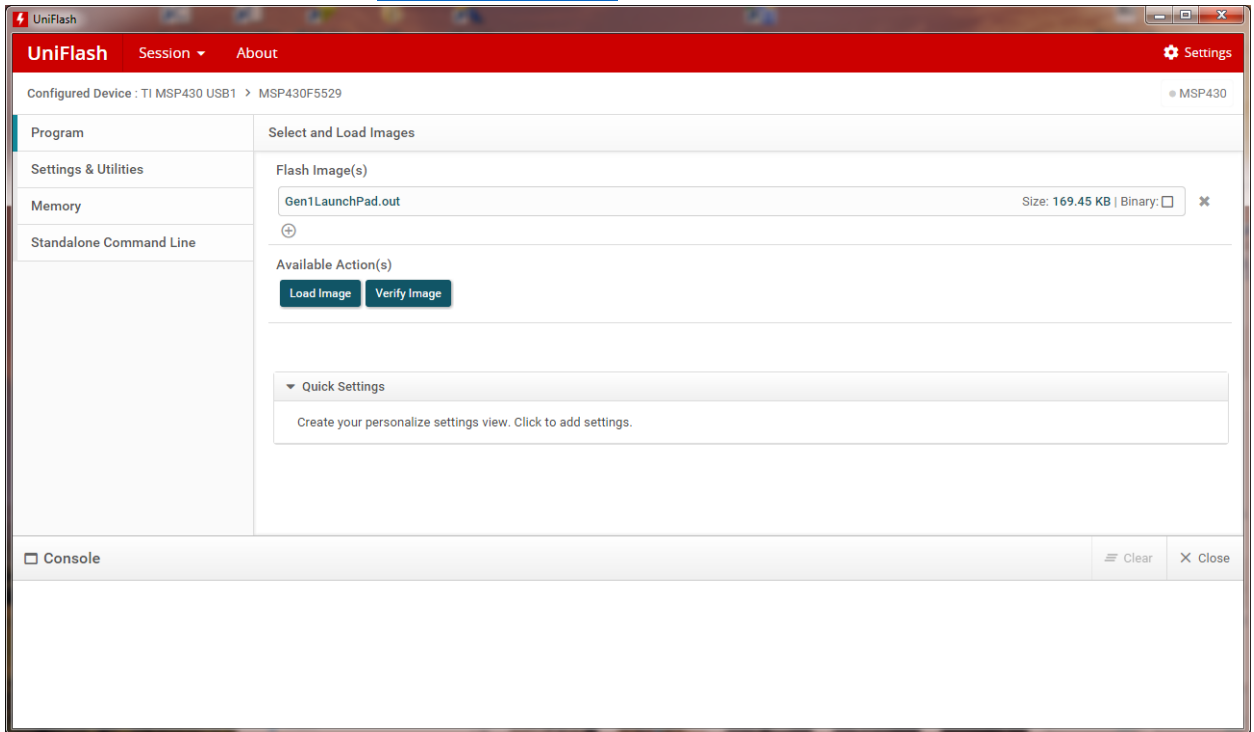 UniFlash
UniFlash Session About Settings
Configured Device : TI MSP430 USB1 > MSP430F5529 MSP430
Program
Select and Load Images
Settings & Utilities
Flash Image(s)
Memory
Gen1LaunchPad.out Size: 169.45 KB | Binary:
Standalone Command Line
Available Action(s)
Load Image Verify Image
Quick Settings
Create your personalize settings view. Click to add settings.
Console Clear Close